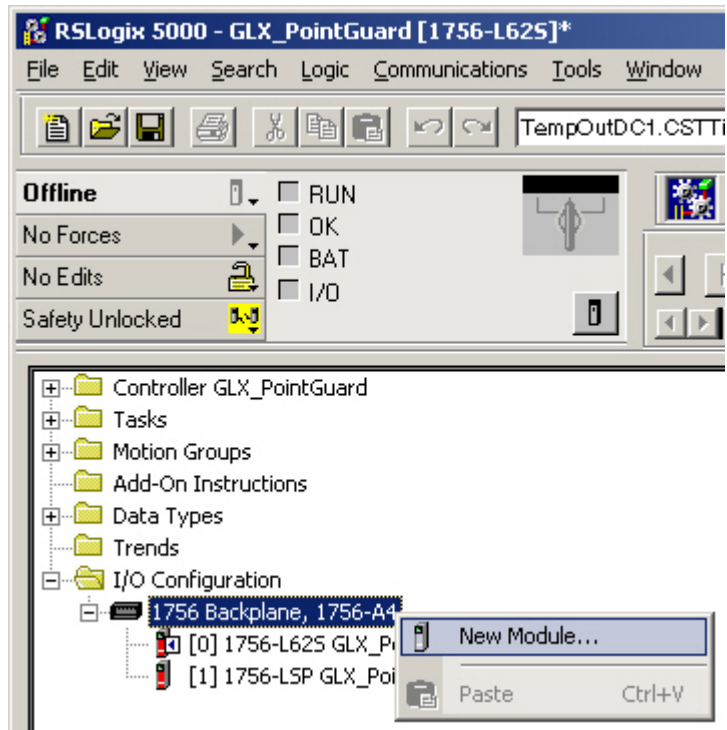 RSLogix 5000 - GLX_PointGuard [1756-L62S]*
File Edit View Search Logic Communications Tools Window
TempOutDC1.CSTTi
Offline
RUN
No Forces
OK
BAT
No Edits
I/O
Safety Unlocked
Controller GLX_PointGuard
Tasks
Motion Groups
Add-On Instructions
Data Types
Trends
I/O Configuration
1756 Backplane, 1756-A4
[0] 1756-L62S GLX_P
New Module...
[1] 1756-LSP GLX_Poi
Paste Ctrl+V